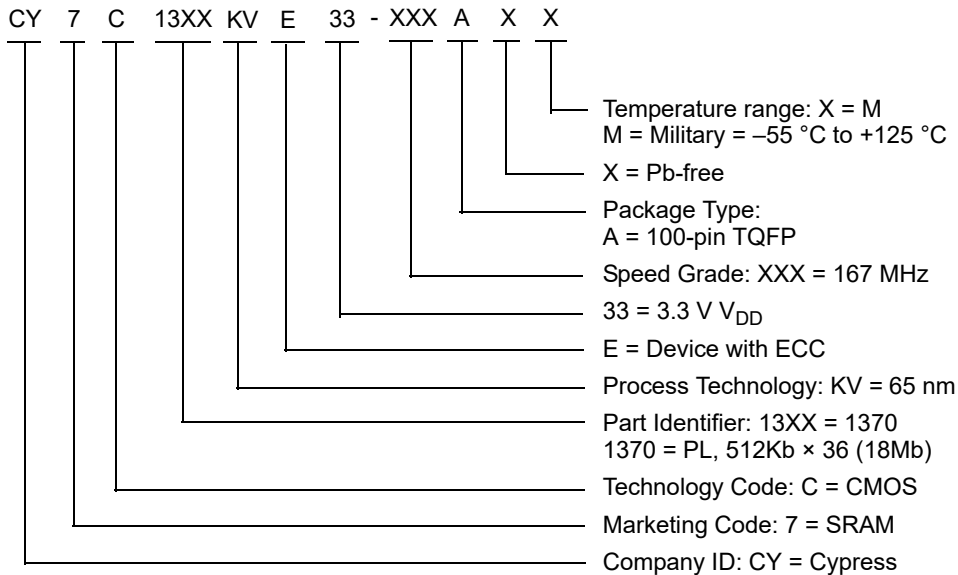 CY 7 C 13XX KV E 33 - XXX A X X
Temperature range: X = M
M = Military = –55 °C to +125 °C
X = Pb-free
Package Type:
A = 100-pin TQFP
Speed Grade: XXX = 167 MHz
33 = 3.3 V VDD
E = Device with ECC
Process Technology: KV = 65 nm
Part Identifier: 13XX = 1370
1370 = PL, 512Kb × 36 (18Mb)
Technology Code: C = CMOS
Marketing Code: 7 = SRAM
Company ID: CY = Cypress